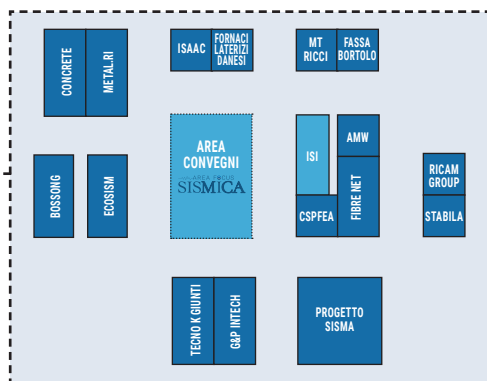 CONCRETE
METAL.RI
ISAAC
FORNACI
LATERIZI
DANESI
MT
RICCI
FASSA
BORTOLO
AREA
CONVEGNI
AREA FOCUS
SISMICA
ISI
AMW
FIBRE NET
CSPFEA
RICAM
GROUP
STABILA
BOSSONG
ECOSISM
TECNO K GIUNTI
G&P INTECH
PROGETTO
SISMA